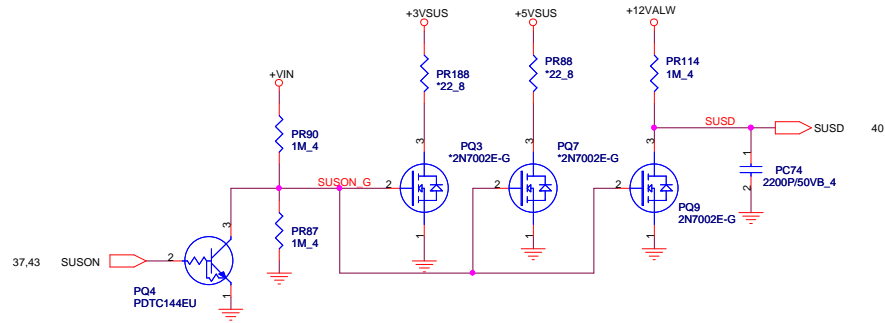 +3VSUS
+5VSUS
+12VALW
PR188
*22_8
PR88
*22_8
PR114
1M_4
+VIN
PR90
1M_4
SUSD
SUSD 40
3
3
3
PQ3
*2N7002E-G
PQ7
*2N7002E-G
1
PC74
2200P/50VB_4
2
SUSON_G
2
2
2
PQ9
2N7002E-G
3
PR87
1M_4
1
1
1
37,43 SUSON
2
PQ4
PDTC144EU
1